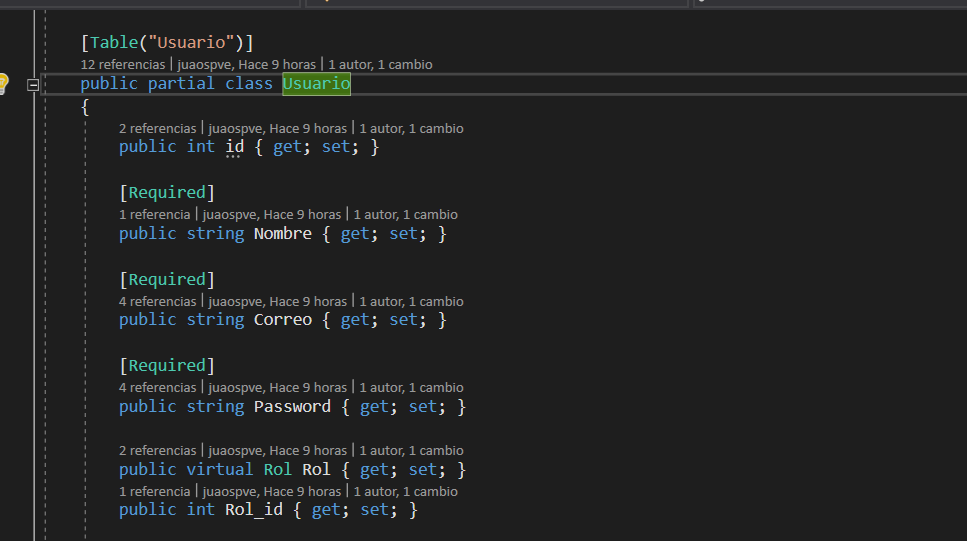 [Table("Usuario")]
12 referencias | juaospve, Hace 9 horas | 1 autor, 1 cambio
public partial class Usuario
{
2 referencias | juaospve, Hace 9 horas | 1 autor, 1 cambio
public int id { get; set; }
[Required]
1 referencia | juaospve, Hace 9 horas | 1 autor, 1 cambio
public string Nombre { get; set; }
[Required]
4 referencias | juaospve, Hace 9 horas | 1 autor, 1 cambio
public string Correo { get; set; }
[Required]
4 referencias | juaospve, Hace 9 horas | 1 autor, 1 cambio
public string Password { get; set; }
2 referencias | juaospve, Hace 9 horas | 1 autor, 1 cambio
public virtual Rol Rol { get; set; }
1 referencia | juaospve, Hace 9 horas | 1 autor, 1 cambio
public int Rol_id { get; set; }